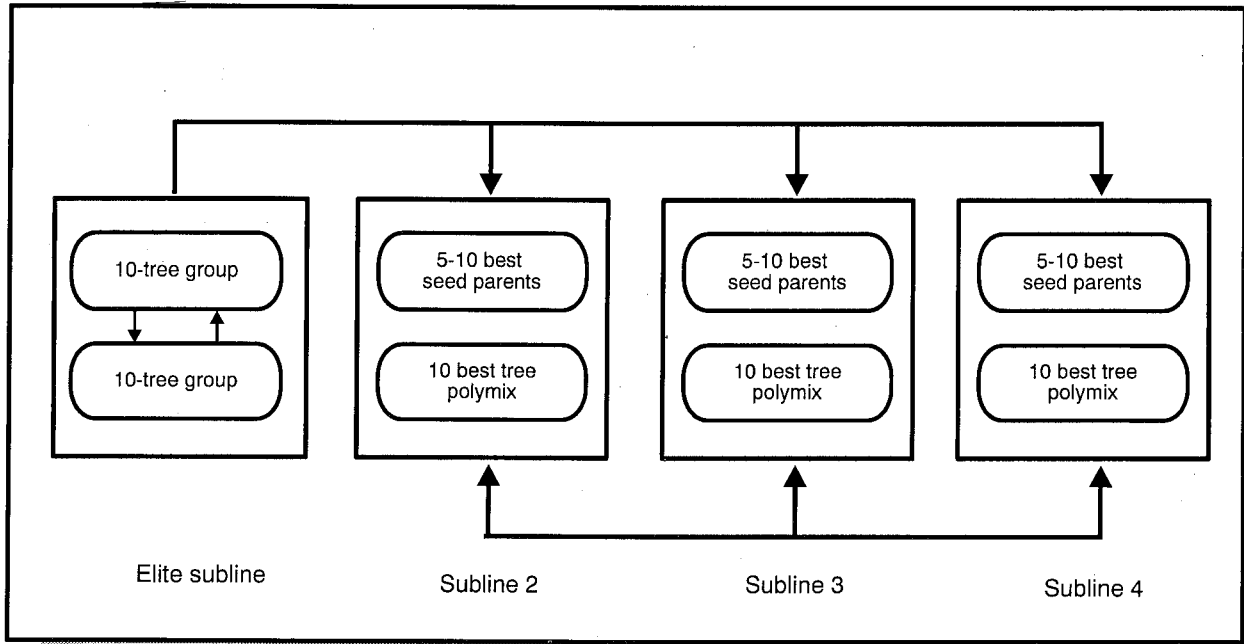 10-tree group
10-tree group
5-10 best
seed parents
10 best tree
polymix
5-10 best
seed parents
10 best tree
polymix
5-10 best
seed parents
10 best tree
polymix
Elite subline
Subline 2
Subline 3
Subline 4